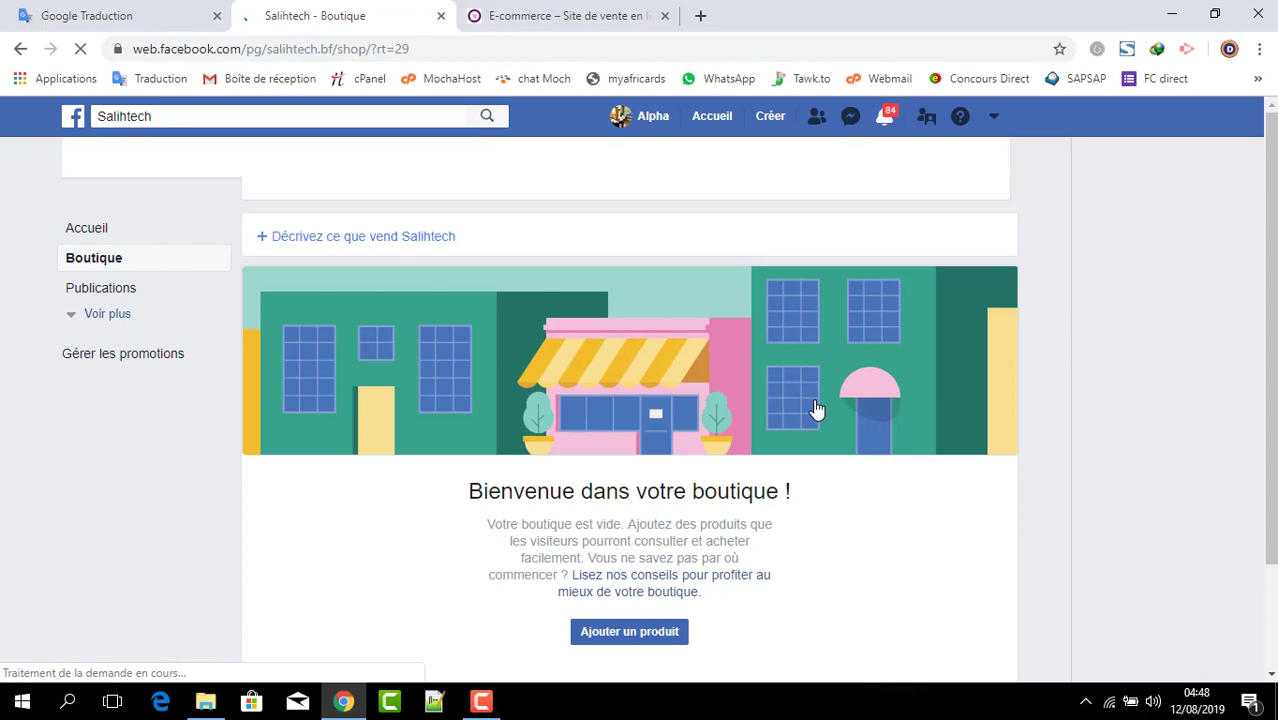 Google Traduction
Salihtech - Boutique
E-commerce – Site de vente en li
web.facebook.com/pg/salihtech.bf/shop/?rt=29
Applications
Traduction
Boîte de réception
cPanel
MochaHost
chat Moch
myafricards
WhatsApp
Tawk.to
Webmail
Concours Direct
SAPSAP
FC direct
»
Salihtech
Alpha
Accueil
Créer
84
Accueil
Boutique
Publications
Voir plus
Gérer les promotions
+ Décrivez ce que vend Salihtech
Bienvenue dans votre boutique !
Votre boutique est vide. Ajoutez des produits que
les visiteurs pourront consulter et acheter
facilement. Vous ne savez pas par où
commencer ? Lisez nos conseils pour profiter au
mieux de votre boutique.
Ajouter un produit
Traitement de la demande en cours...
04:48
12/08/2019
1